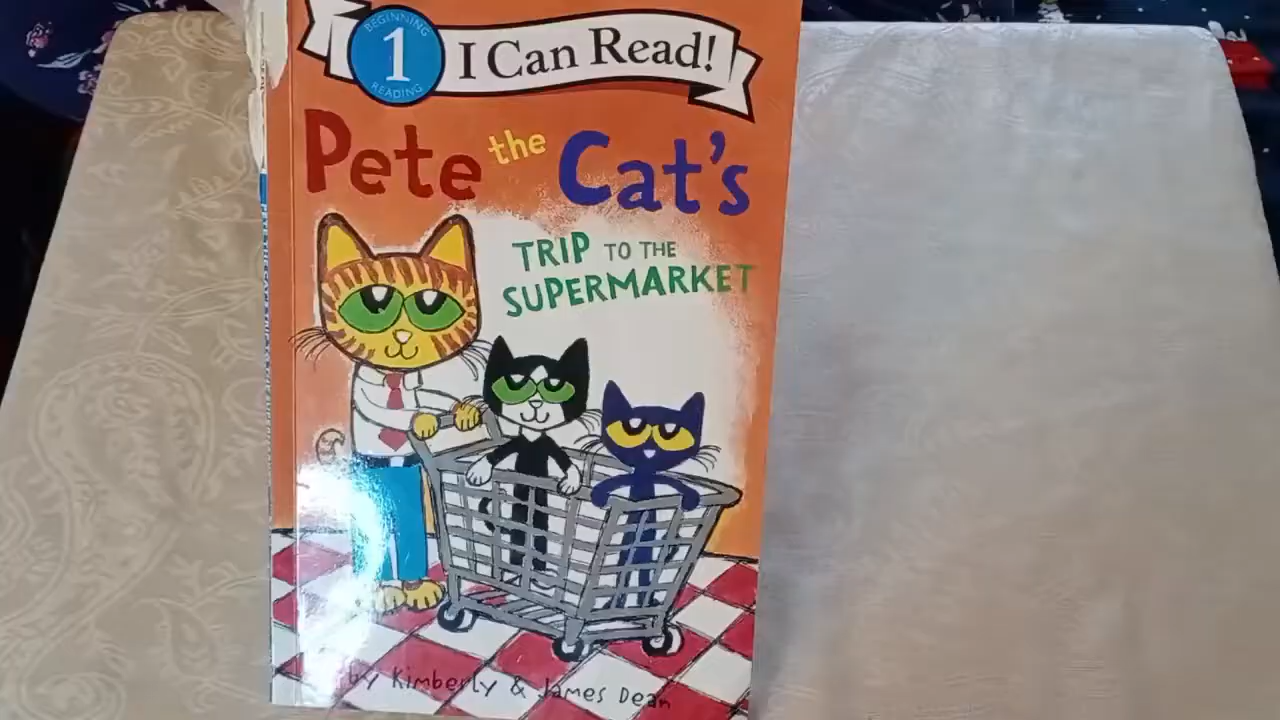 BEGINNING
1
READING
I Can Read!
Pete the Cat's
TRIP TO THE
SUPERMARKET
by Kimberly & James Dean